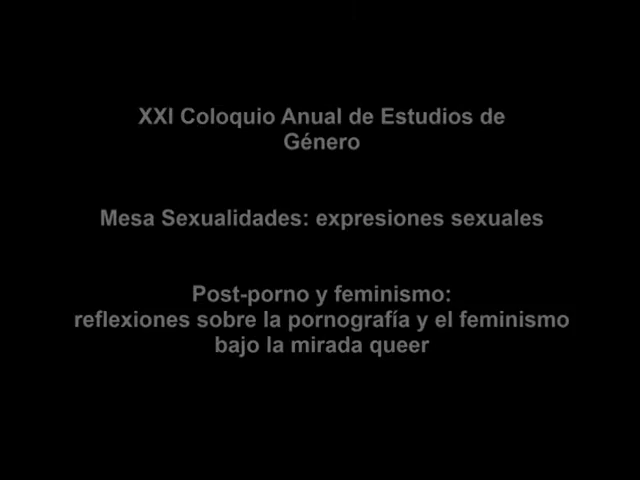 XXI Coloquio Anual de Estudios de
Género
Mesa Sexualidades: expresiones sexuales
Post-porno y feminismo:
reflexiones sobre la pornografía y el feminismo
bajo la mirada queer